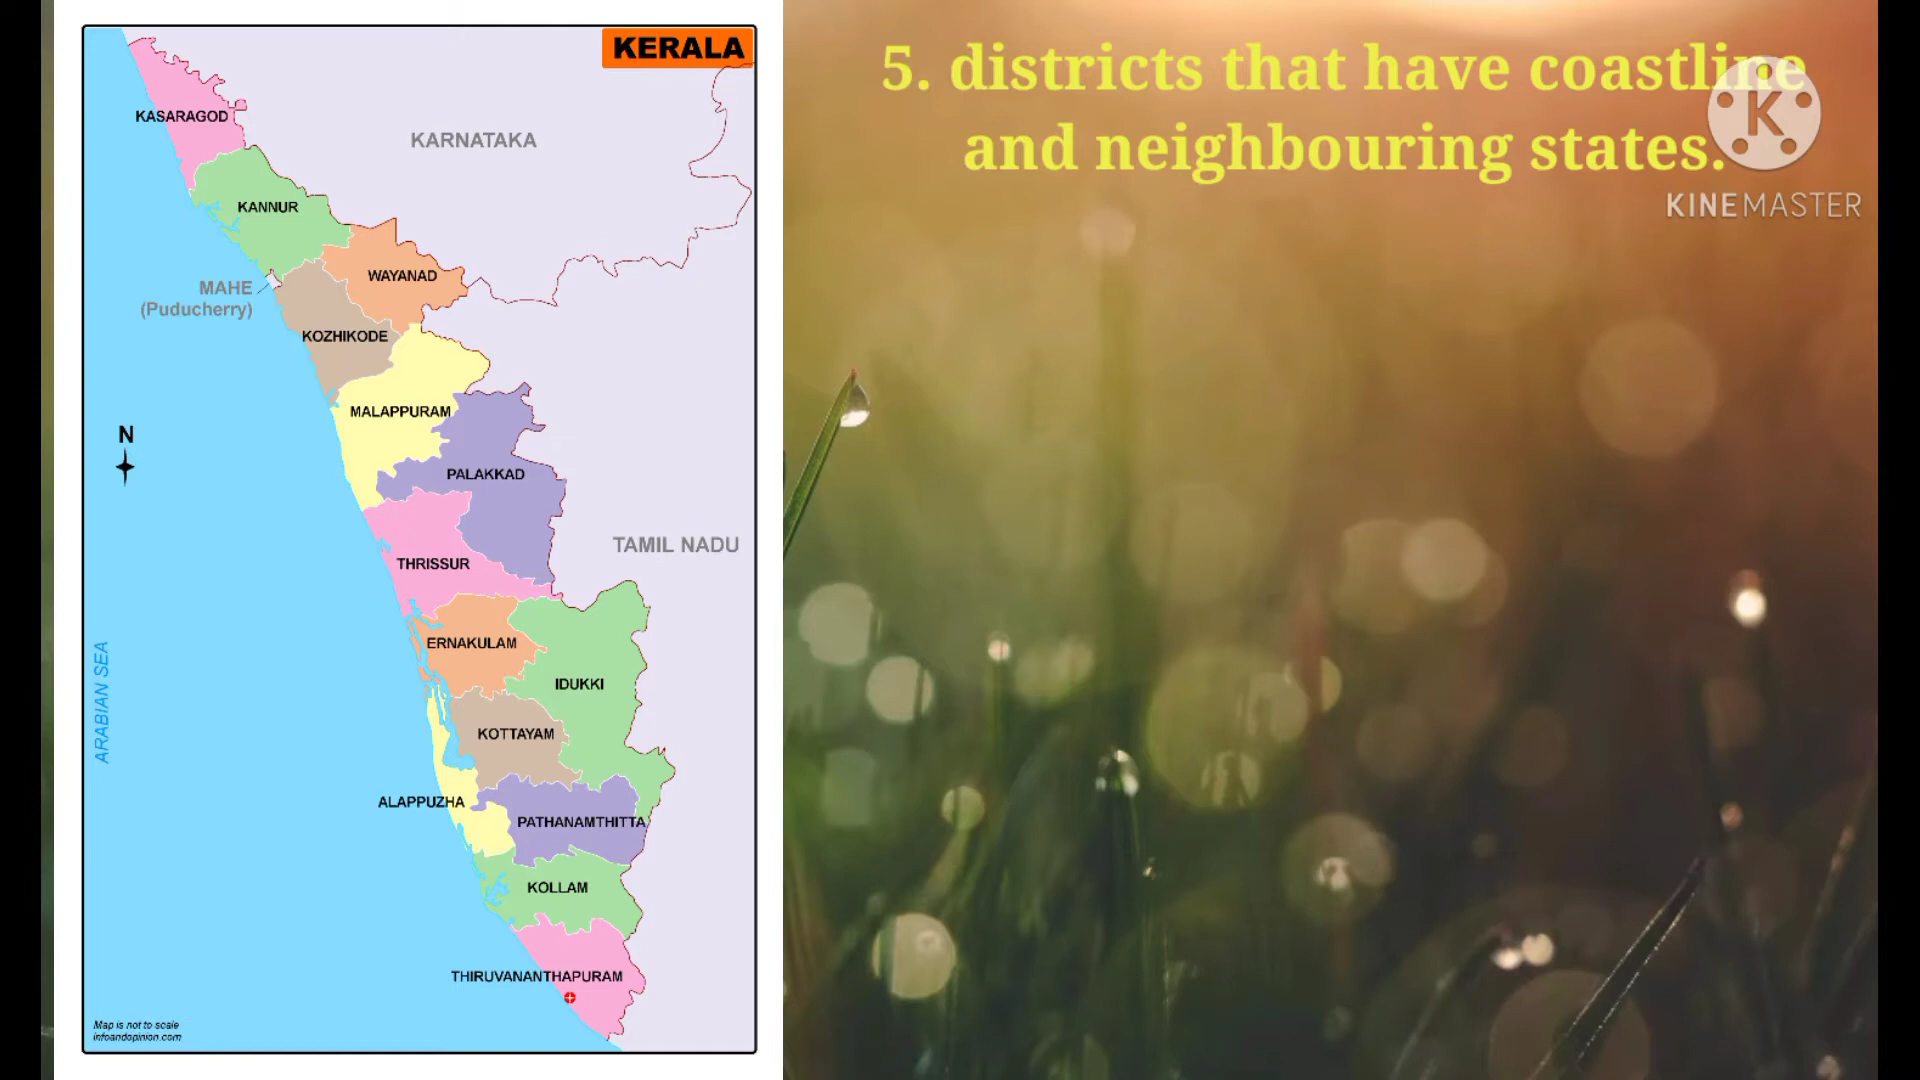 KERALA
KASARAGOD
KARNATAKA
KANNUR
WAYANAD
MAHE
(Puducherry)
KOZHIKODE
MALAPPURAM
N
PALAKKAD
TAMIL NADU
THRISSUR
ERNAKULAM
IDUKKI
ARABIAN SEA
KOTTAYAM
ALAPPUZHA
PATHANAMTHITTA
KOLLAM
THIRUVANANTHAPURAM
Map is not to scale
infoandopinion.com
5. districts that have coastline
and neighbouring states.
K
KINEMASTER